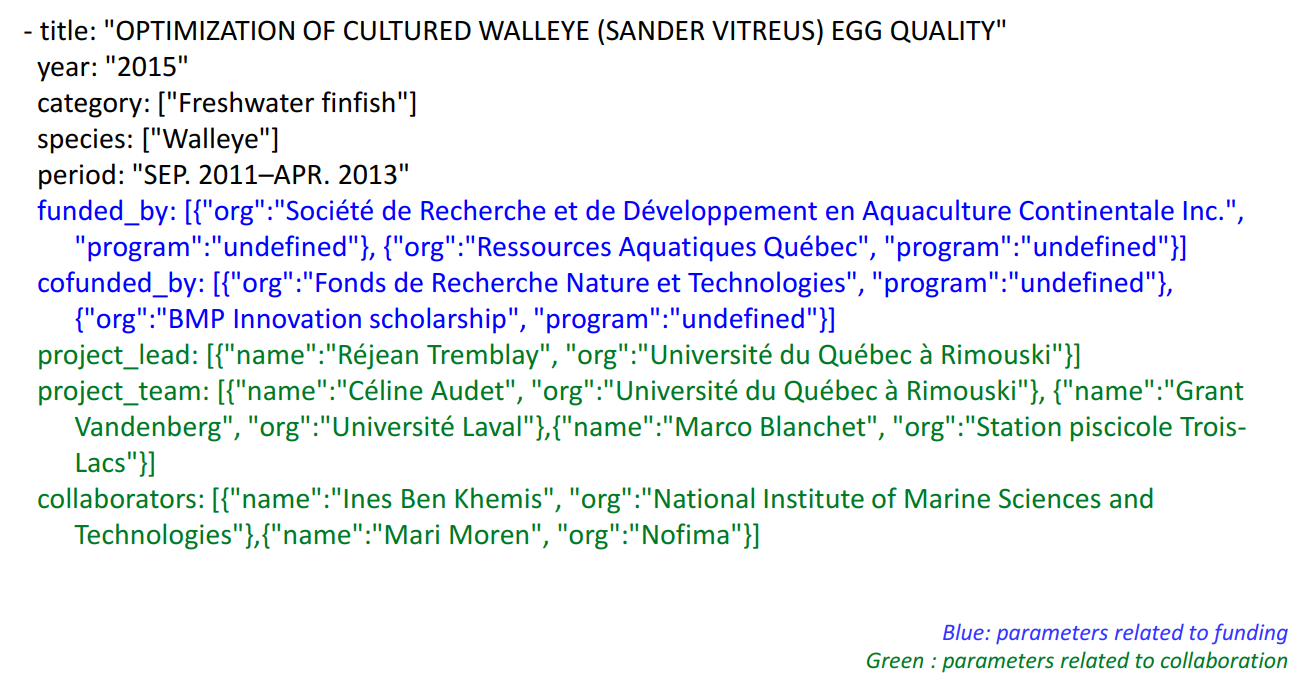 - title: "OPTIMIZATION OF CULTURED WALLEYE (SANDER VITREUS) EGG QUALITY"
year: "2015"
category: ["Freshwater finfish"]
species: ["Walleye"]
period: "SEP. 2011–APR. 2013"
funded_by: [{"org":"Société de Recherche et de Développement en Aquaculture Continentale Inc.",
"program":"undefined"}, {"org":"Ressources Aquatiques Québec", "program":"undefined"}]
cofunded_by: [{"org":"Fonds de Recherche Nature et Technologies", "program":"undefined"},
{"org":"BMP Innovation scholarship", "program":"undefined"}]
project_lead: [{"name":"Réjean Tremblay", "org":"Université du Québec à Rimouski"}]
project_team: [{"name":"Céline Audet", "org":"Université du Québec à Rimouski"}, {"name":"Grant
Vandenberg", "org":"Université Laval"},{"name":"Marco Blanchet", "org":"Station piscicole Trois-
Lacs"}]
collaborators: [{"name":"Ines Ben Khemis", "org":"National Institute of Marine Sciences and
Technologies"},{"name":"Mari Moren", "org":"Nofima"}]
Blue: parameters related to funding
Green : parameters related to collaboration